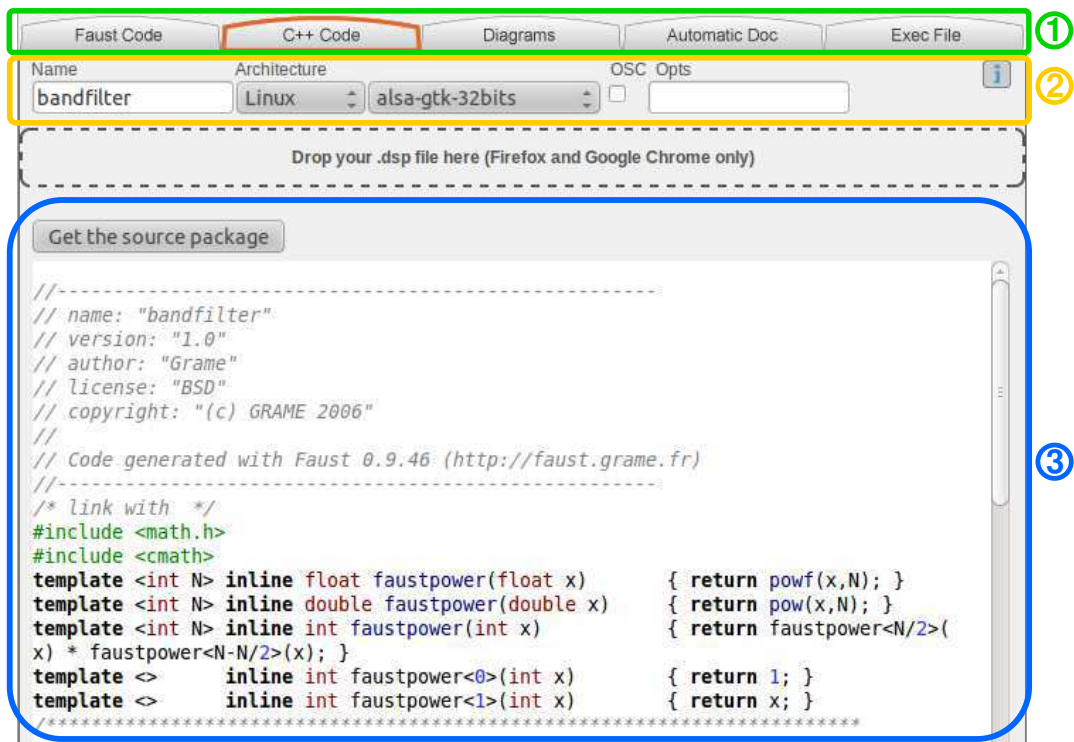 Faust Code C++ Code Diagrams Automatic Doc Exec File ①
Name Architecture OSC Opts i ②
bandfilter Linux alsa-gtk-32bits
Drop your .dsp file here (Firefox and Google Chrome only)
Get the source package
//-----------------------------------------------------
// name: "bandfilter"
// version: "1.0"
// author: "Grame"
// license: "BSD"
// copyright: "(c) GRAME 2006"
//
// Code generated with Faust 0.9.46 (http://faust.grame.fr)
//-----------------------------------------------------
③
/* link with  */
#include <math.h>
#include <cmath>
template <int N> inline float faustpower(float x)       { return powf(x,N); }
template <int N> inline double faustpower(double x)     { return pow(x,N); }
template <int N> inline int faustpower(int x)           { return faustpower<N/2>(
x) * faustpower<N-N/2>(x); }
template <>      inline int faustpower<0>(int x)        { return 1; }
template <>      inline int faustpower<1>(int x)        { return x; }
/************************************************************************